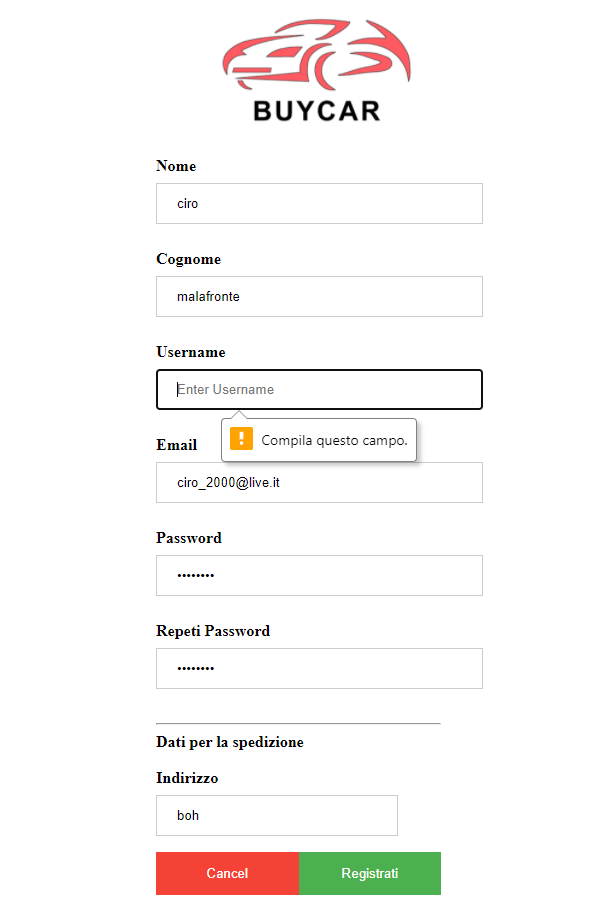 BUYCAR
Nome
ciro
Cognome
malafronte
Username
Enter Username
Compila questo campo.
Email
ciro_2000@live.it
Password
••••••••
Repeti Password
••••••••
Dati per la spedizione
Indirizzo
boh
Cancel Registrati